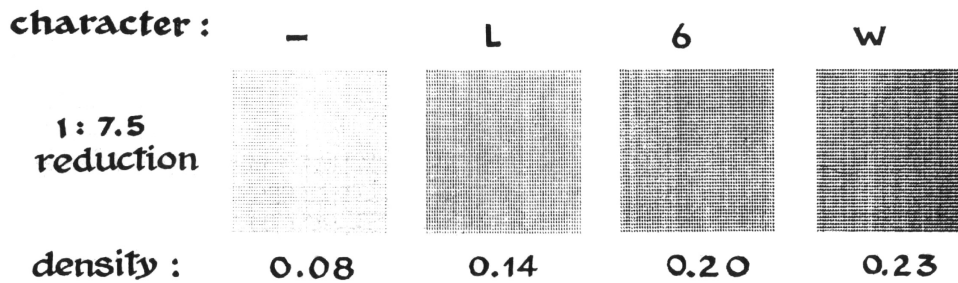 character : - L 6 W
1 : 7.5
reduction
density : 0.08 0.14 0.20 0.23